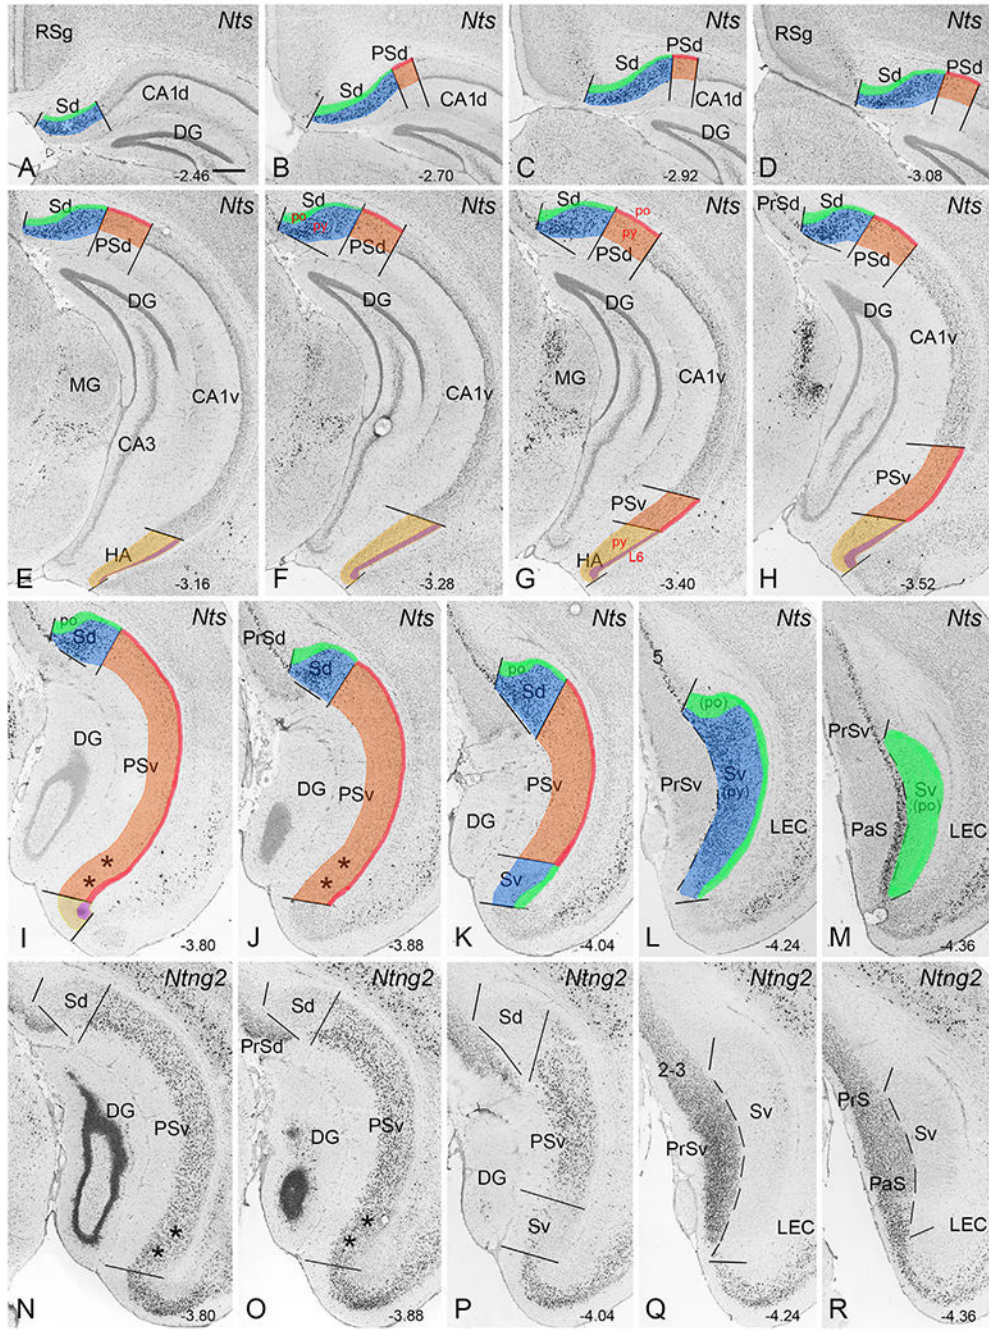 RSg Nts
Sd CA1d
DG
A -2.46
Nts
PSd
Sd
CA1d
DG
B -2.70
Nts
PSd
Sd
CA1d
DG
C -2.92
RSg Nts
PSd
Sd
CA1d
DG
D -3.08
Sd Nts
PSd
DG
MG CA1v
CA3
HA
E -3.16
Sd Nts
po
py
PSd
DG
CA1v
F -3.28
Sd Nts
po
py
PSd
DG
MG CA1v
PSv
py
HA L6
G -3.40
PrSd Sd Nts
PSd
DG
CA1v
PSv
H -3.52
Nts
po
Sd
DG
PSv
*
*
I -3.80
Nts
PrSd
Sd
DG PSv
*
*
J -3.88
Nts
po
Sd
PSv
DG
Sv
K -4.04
Nts
5
(po)
Sv
PrSv (py)
LEC
L -4.24
Nts
PrSv
Sv
(po)
PaS LEC
M -4.36
Ntng2
Sd
DG
PSv
*
*
N -3.80
Ntng2
Sd
PrSd
DG PSv
*
*
O -3.88
Ntng2
Sd
PSv
DG
Sv
P -4.04
Ntng2
2-3
Sv
PrSv
LEC
Q -4.24
Ntng2
PrS
Sv
PaS
LEC
R -4.36